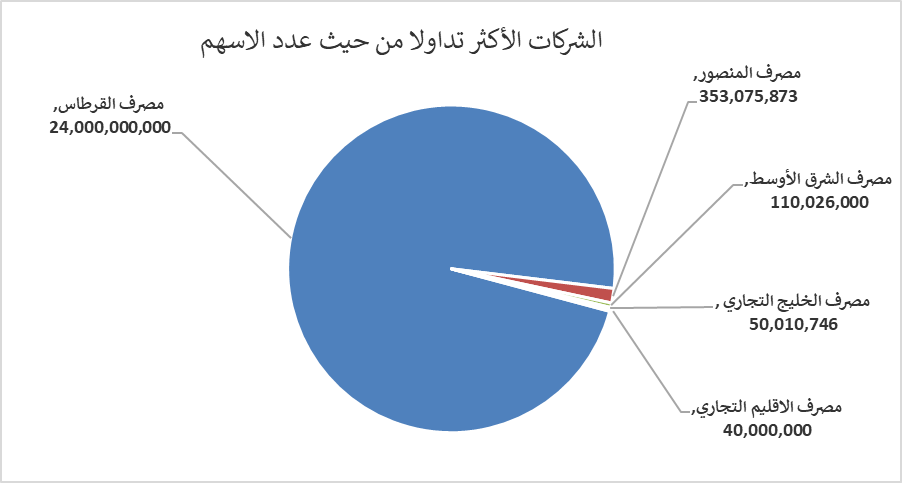 الشركات الأكثر تداولا من حيث عدد الاسهم
مصرف المنصور,
353,075,873
مصرف القرطاس,
24,000,000,000
مصرف الشرق الأوسط,
110,026,000
مصرف الخليج التجاري ,
50,010,746
مصرف الاقليم التجاري,
40,000,000